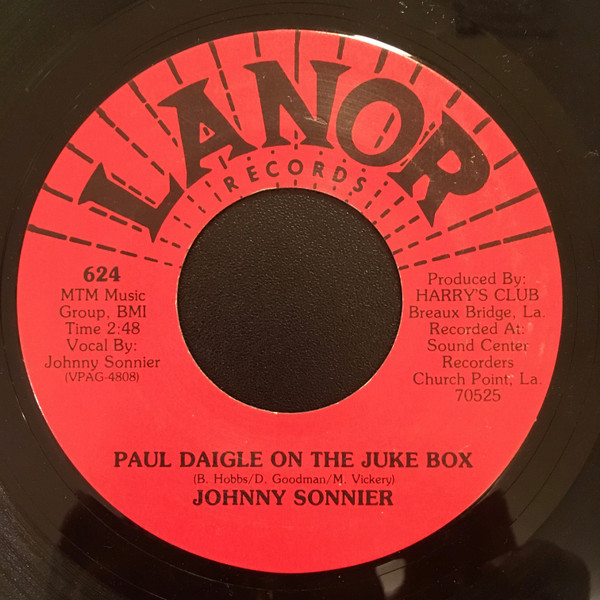 LANOR
RECORDS
624
MTM Music
Group, BMI
Time 2:48
Vocal By:
Johnny Sonnier
(VPAG-4808)
Produced By:
HARRY'S CLUB
Breaux Bridge, La.
Recorded At:
Sound Center
Recorders
Church Point, La.
70525
PAUL DAIGLE ON THE JUKE BOX
(B. Hobbs/D. Goodman/M. Vickery)
JOHNNY SONNIER